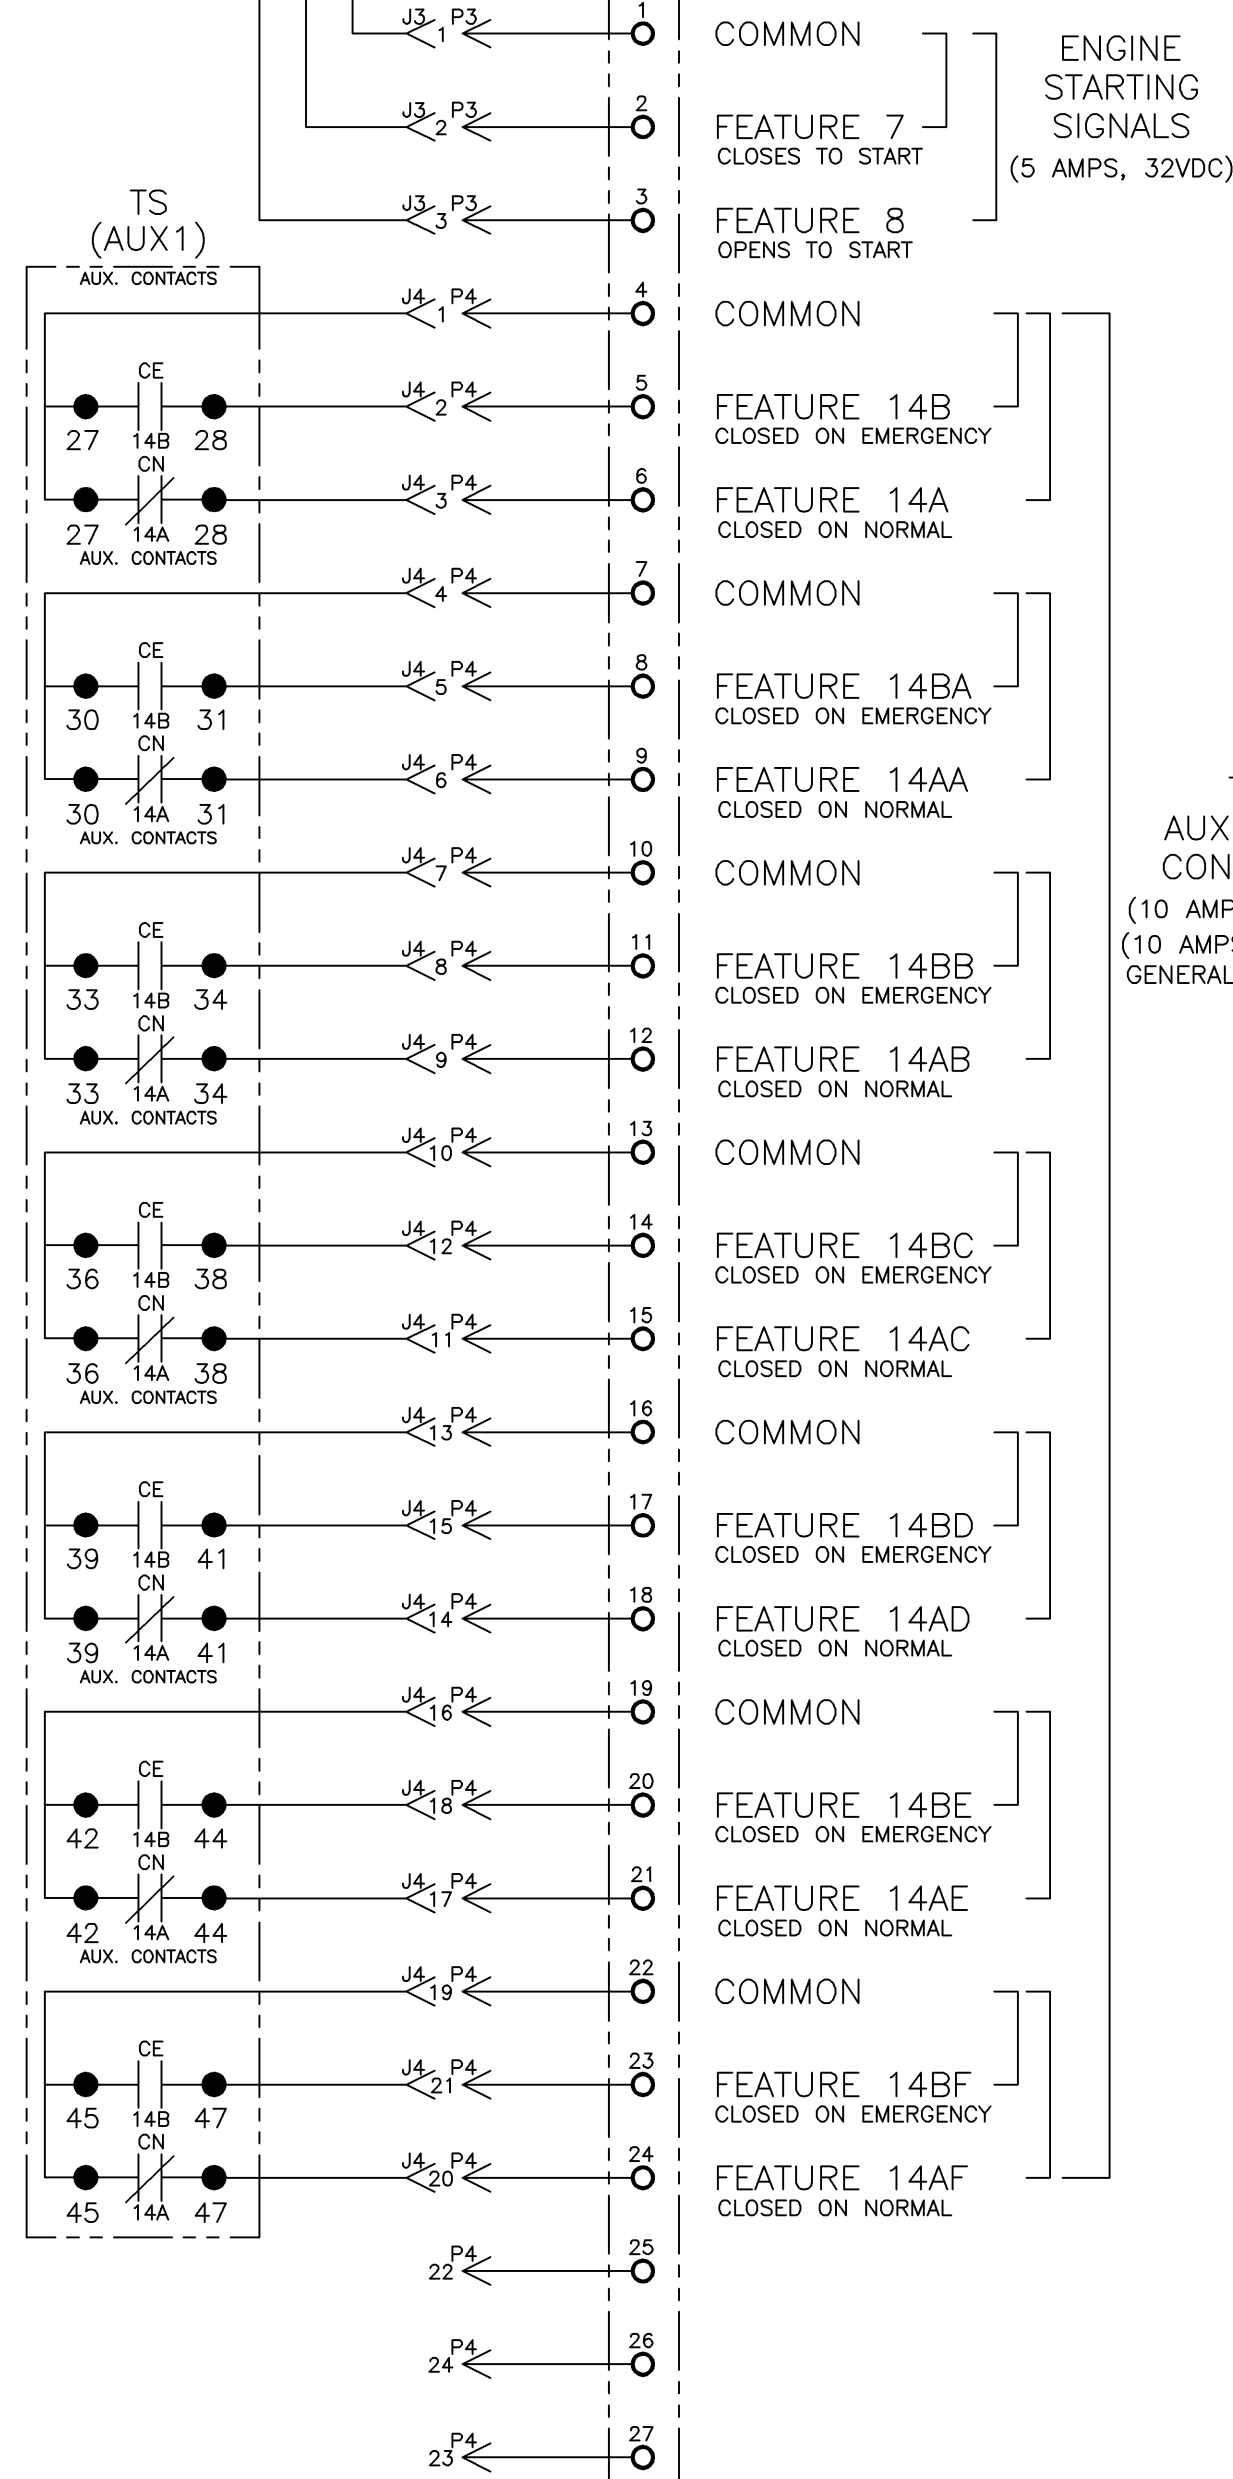 J3 P3 1
1
COMMON
ENGINE
STARTING
SIGNALS
(5 AMPS, 32VDC)
J3 P3 2
2
FEATURE 7
CLOSES TO START
J3 P3 3
3
FEATURE 8
OPENS TO START
TS
(AUX1)
AUX. CONTACTS
J4 P4 1
4
COMMON
CE
27 14B 28
J4 P4 2
5
FEATURE 14B
CLOSED ON EMERGENCY
CN
27 14A 28
J4 P4 3
6
FEATURE 14A
CLOSED ON NORMAL
AUX. CONTACTS
J4 P4 4
7
COMMON
CE
30 14B 31
J4 P4 5
8
FEATURE 14BA
CLOSED ON EMERGENCY
CN
30 14A 31
J4 P4 6
9
FEATURE 14AA
CLOSED ON NORMAL
AUX
CON
(10 AMP
(10 AMPS
GENERAL
AUX. CONTACTS
J4 P4 7
10
COMMON
CE
33 14B 34
J4 P4 8
11
FEATURE 14BB
CLOSED ON EMERGENCY
CN
33 14A 34
J4 P4 9
12
FEATURE 14AB
CLOSED ON NORMAL
AUX. CONTACTS
J4 P4 10
13
COMMON
CE
36 14B 38
J4 P4 12
14
FEATURE 14BC
CLOSED ON EMERGENCY
CN
36 14A 38
J4 P4 11
15
FEATURE 14AC
CLOSED ON NORMAL
AUX. CONTACTS
J4 P4 13
16
COMMON
CE
39 14B 41
J4 P4 15
17
FEATURE 14BD
CLOSED ON EMERGENCY
CN
39 14A 41
J4 P4 14
18
FEATURE 14AD
CLOSED ON NORMAL
AUX. CONTACTS
J4 P4 16
19
COMMON
CE
42 14B 44
J4 P4 18
20
FEATURE 14BE
CLOSED ON EMERGENCY
CN
42 14A 44
J4 P4 17
21
FEATURE 14AE
CLOSED ON NORMAL
AUX. CONTACTS
J4 P4 19
22
COMMON
CE
45 14B 47
J4 P4 21
23
FEATURE 14BF
CLOSED ON EMERGENCY
CN
45 14A 47
J4 P4 20
24
FEATURE 14AF
CLOSED ON NORMAL
22 P4
25
24 P4
26
23 P4
27